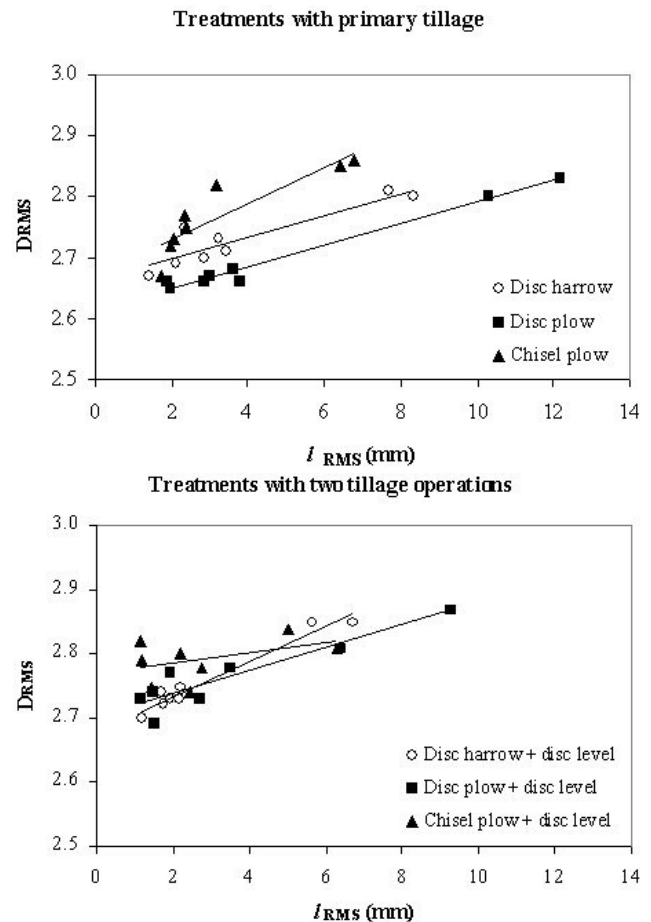 Treatments with primary tillage
3.0
2.9
2.8
2.7
2.6
2.5
DRMS
Disc harrow
Disc plow
Chisel plow
0 2 4 6 8 10 12 14
l RMS (mm)
Treatments with two tillage operations
3.0
2.9
2.8
2.7
2.6
2.5
DRMS
Disc harrow + disc level
Disc plow + disc level
Chisel plow + disc level
0 2 4 6 8 10 12 14
l RMS (mm)